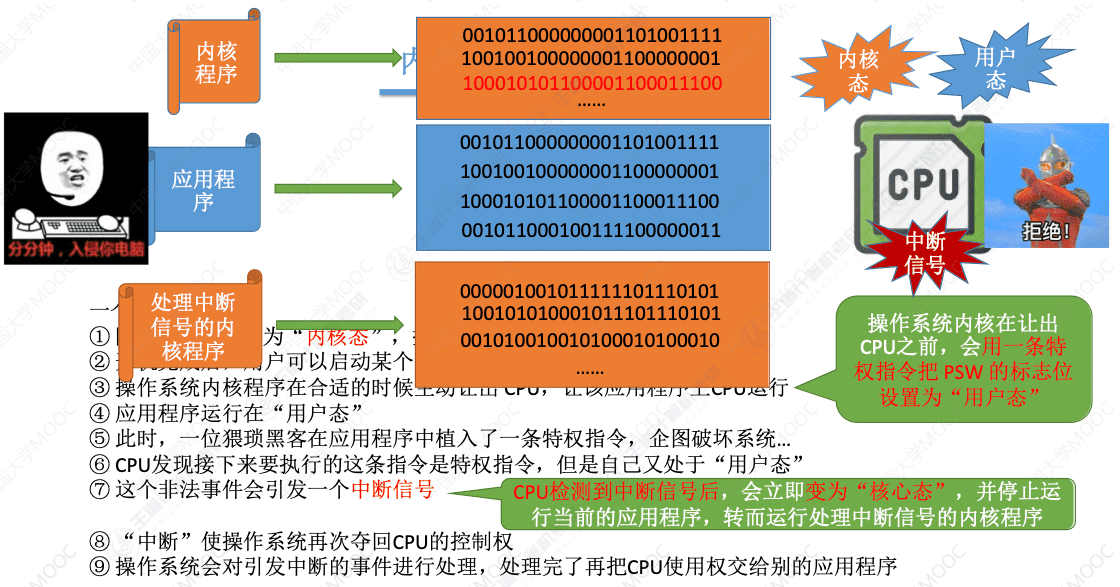 内核
程序
0010110000000001101001111
1001001000000001100000001
1000101011000011000111​00
......
内核
态
用户
态
应用程
序
0010110000000001101001111
1001001000000001100000001
1000101011000011000111​00
0010110001001111​00000011
分分钟，入侵你电脑
CPU
拒绝！
中断
信号
处理中断
信号的内
核程序
0000010010111111011110101
1001010100010111101110101
0010100100101000101000​10
......
① 为“内核态”，
② 户可以启动某个
③ 操作系统内核程序在合适的时候主动让出 CPU，让该应用程序上CPU运行
④ 应用程序运行在“用户态”
⑤ 此时，一位猥琐黑客在应用程序中植入了一条特权指令，企图破坏系统...
⑥ CPU发现接下来要执行的这条指令是特权指令，但是自己又处于“用户态”
⑦ 这个非法事件会引发一个中断信号
⑧ “中断”使操作系统再次夺回CPU的控制权
⑨ 操作系统会对引发中断的事件进行处理，处理完了再把CPU使用权交给别的应用程序
操作系统内核在让出
CPU之前，会用一条特
权指令把 PSW 的标志位
设置为“用户态”
CPU检测到中断信号后，会立即变为“核心态”，并停止运
行当前的应用程序，转而运行处理中断信号的内核程序